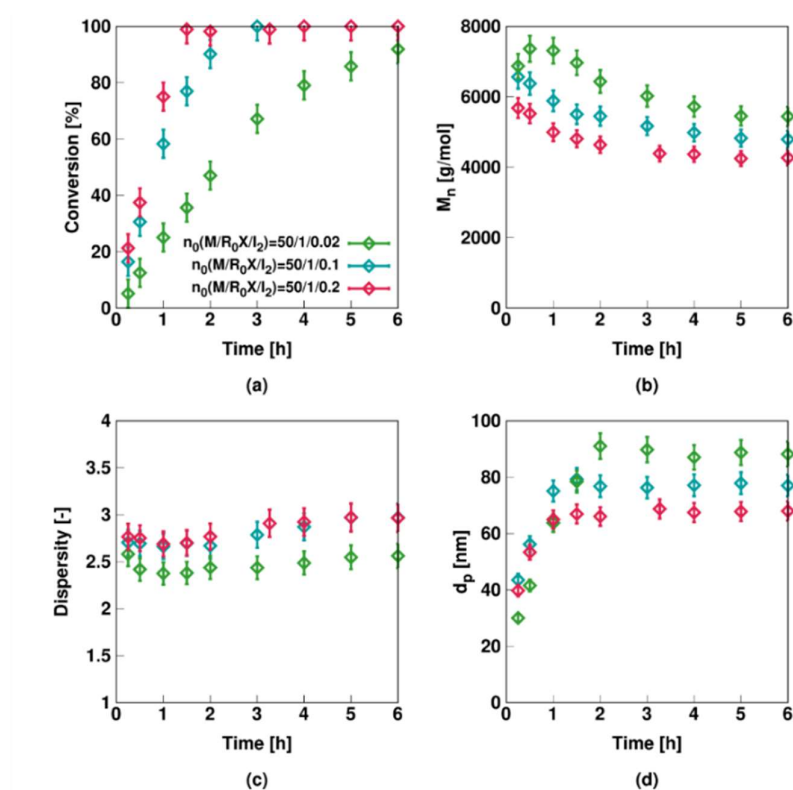 100
80
60
40
20
0
Conversion [%]
n0(M/R0X/I2)=50/1/0.02
n0(M/R0X/I2)=50/1/0.1
n0(M/R0X/I2)=50/1/0.2
0 1 2 3 4 5 6
Time [h]
(a)
8000
6000
4000
2000
0
Mn [g/mol]
0 1 2 3 4 5 6
Time [h]
(b)
4
3.5
3
2.5
2
1.5
1
Dispersity [-]
0 1 2 3 4 5 6
Time [h]
(c)
100
80
60
40
20
0
dp [nm]
0 1 2 3 4 5 6
Time [h]
(d)